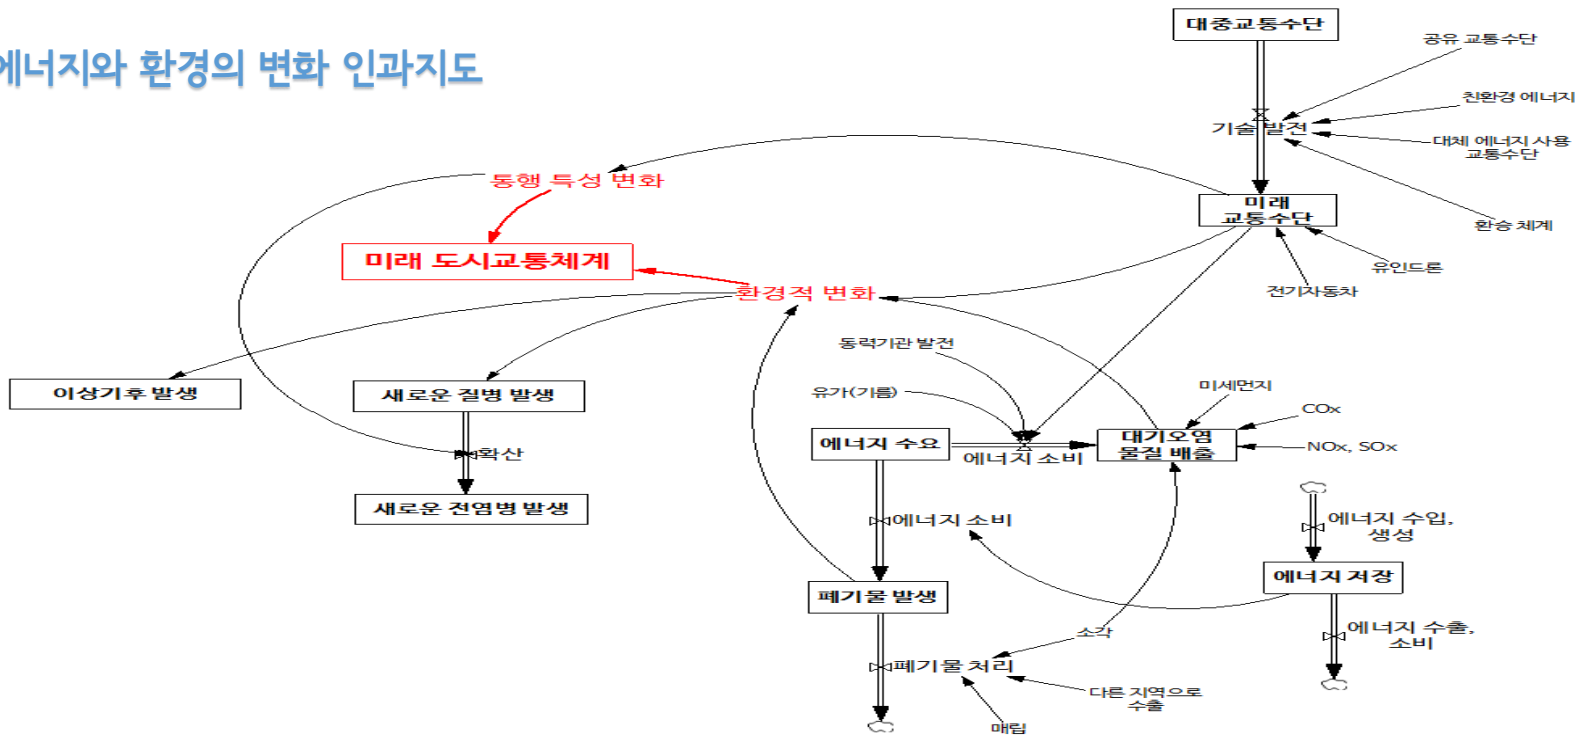 에너지와 환경의 변화 인과지도
대중교통수단
공유 교통수단
친환경 에너지
기술 발전
대체 에너지 사용
교통수단
통행 특성 변화
미래
교통수단
환승 체계
미래 도시교통체계
유인드론
전기자동차
환경적 변화
동력기관 발전
이상기후 발생
새로운 질병 발생
유가(기름)
미세먼지
COx
에너지 수요
에너지 소비
대기오염
물질 배출
NOx, SOx
확산
새로운 전염병 발생
에너지 소비
에너지 수입,
생성
에너지 저장
폐기물 발생
소각
에너지 수출,
소비
폐기물 처리
다른 지역으로
수출
매립